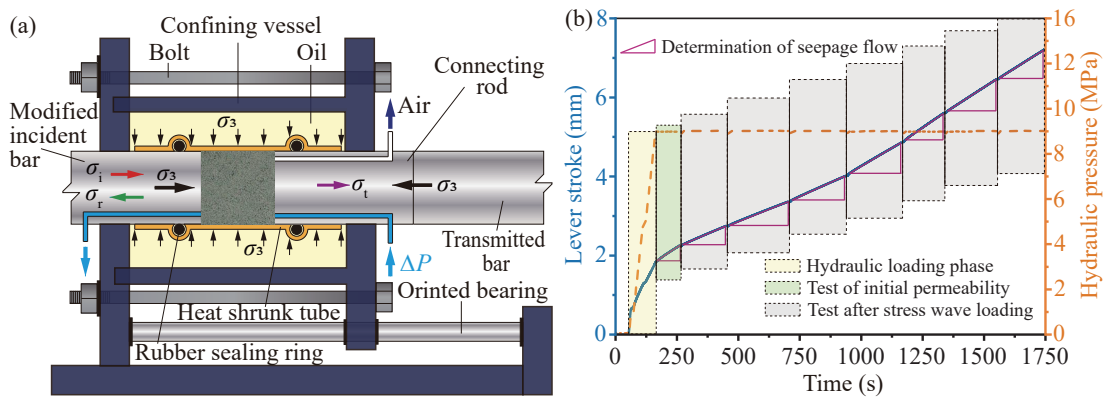 (a)
Confining vessel
Bolt
Oil
Connecting
rod
Air
Modified
incident
bar
σ₃
σᵢ
σ₃
σᵣ
σₜ
σ₃
σ₃
Transmitted
bar
ΔP
Orinted bearing
Heat shrunk tube
Rubber sealing ring
(b)
8
6
4
2
0
Lever stroke (mm)
Determination of seepage flow
Hydraulic loading phase
Test of initial permeability
Test after stress wave loading
16
14
12
10
8
6
4
2
0
Hydraulic pressure (MPa)
0 250 500 750 1000 1250 1500 1750
Time (s)